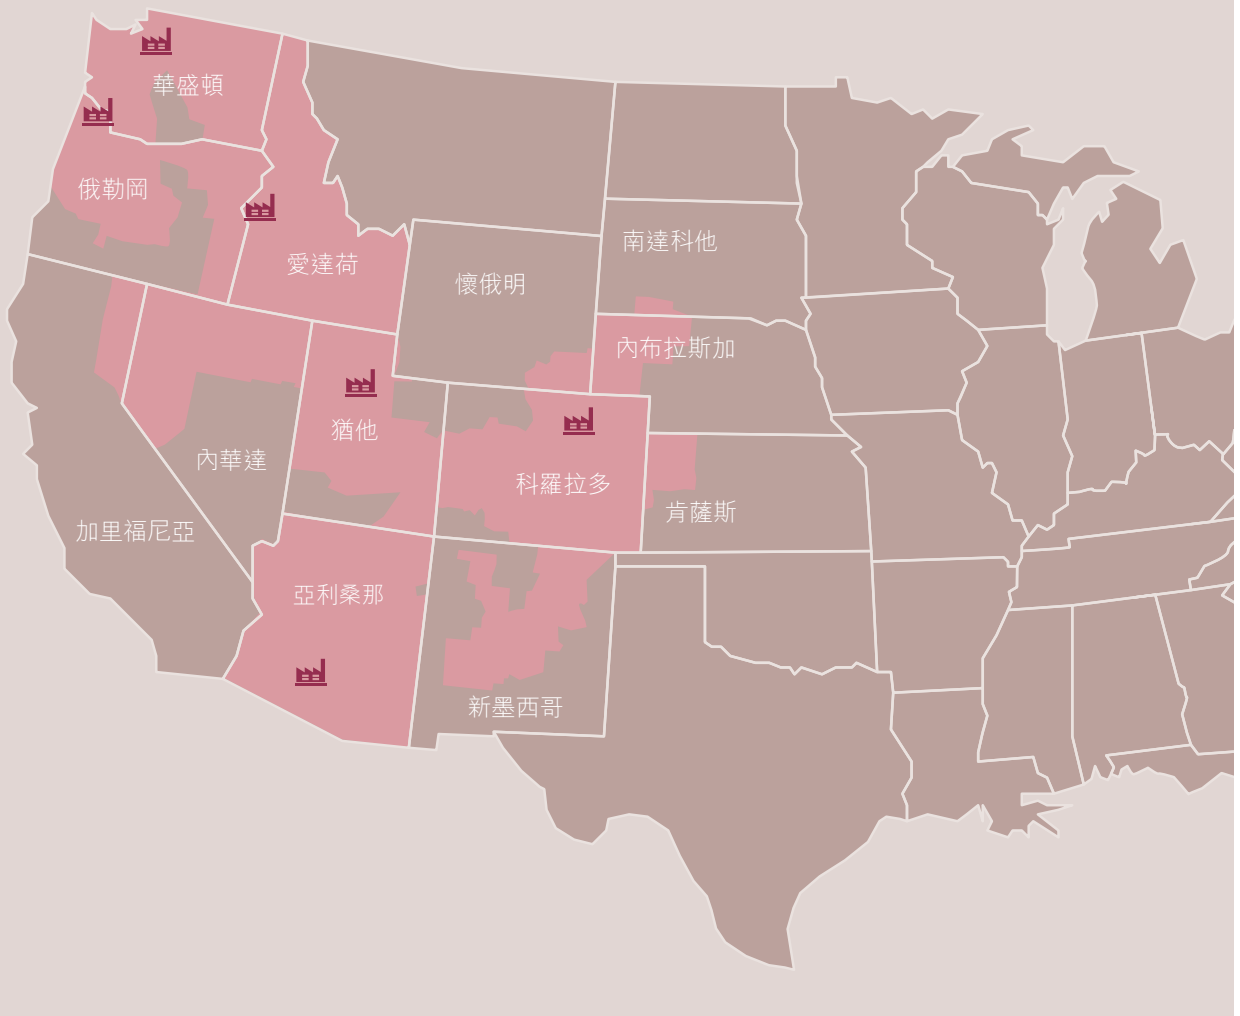 華盛頓
俄勒岡
愛達荷
懷俄明
南達科他
內布拉斯加
猶他
內華達
科羅拉多
肯薩斯
加里福尼亞
亞利桑那
新墨西哥